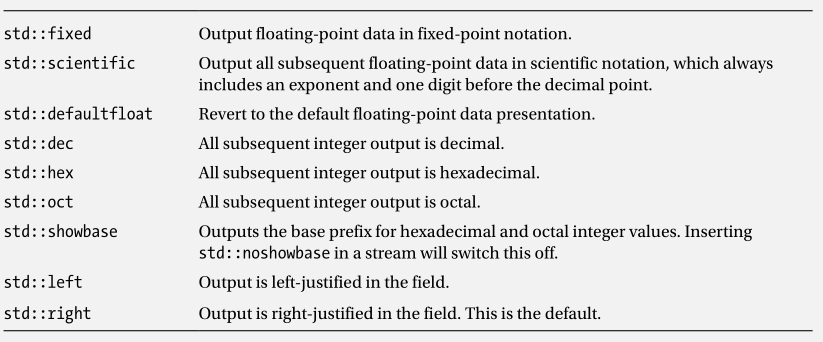 std::fixed Output floating-point data in fixed-point notation.
std::scientific Output all subsequent floating-point data in scientific notation, which always
includes an exponent and one digit before the decimal point.
std::defaultfloat Revert to the default floating-point data presentation.
std::dec All subsequent integer output is decimal.
std::hex All subsequent integer output is hexadecimal.
std::oct All subsequent integer output is octal.
std::showbase Outputs the base prefix for hexadecimal and octal integer values. Inserting
std::noshowbase in a stream will switch this off.
std::left Output is left-justified in the field.
std::right Output is right-justified in the field. This is the default.